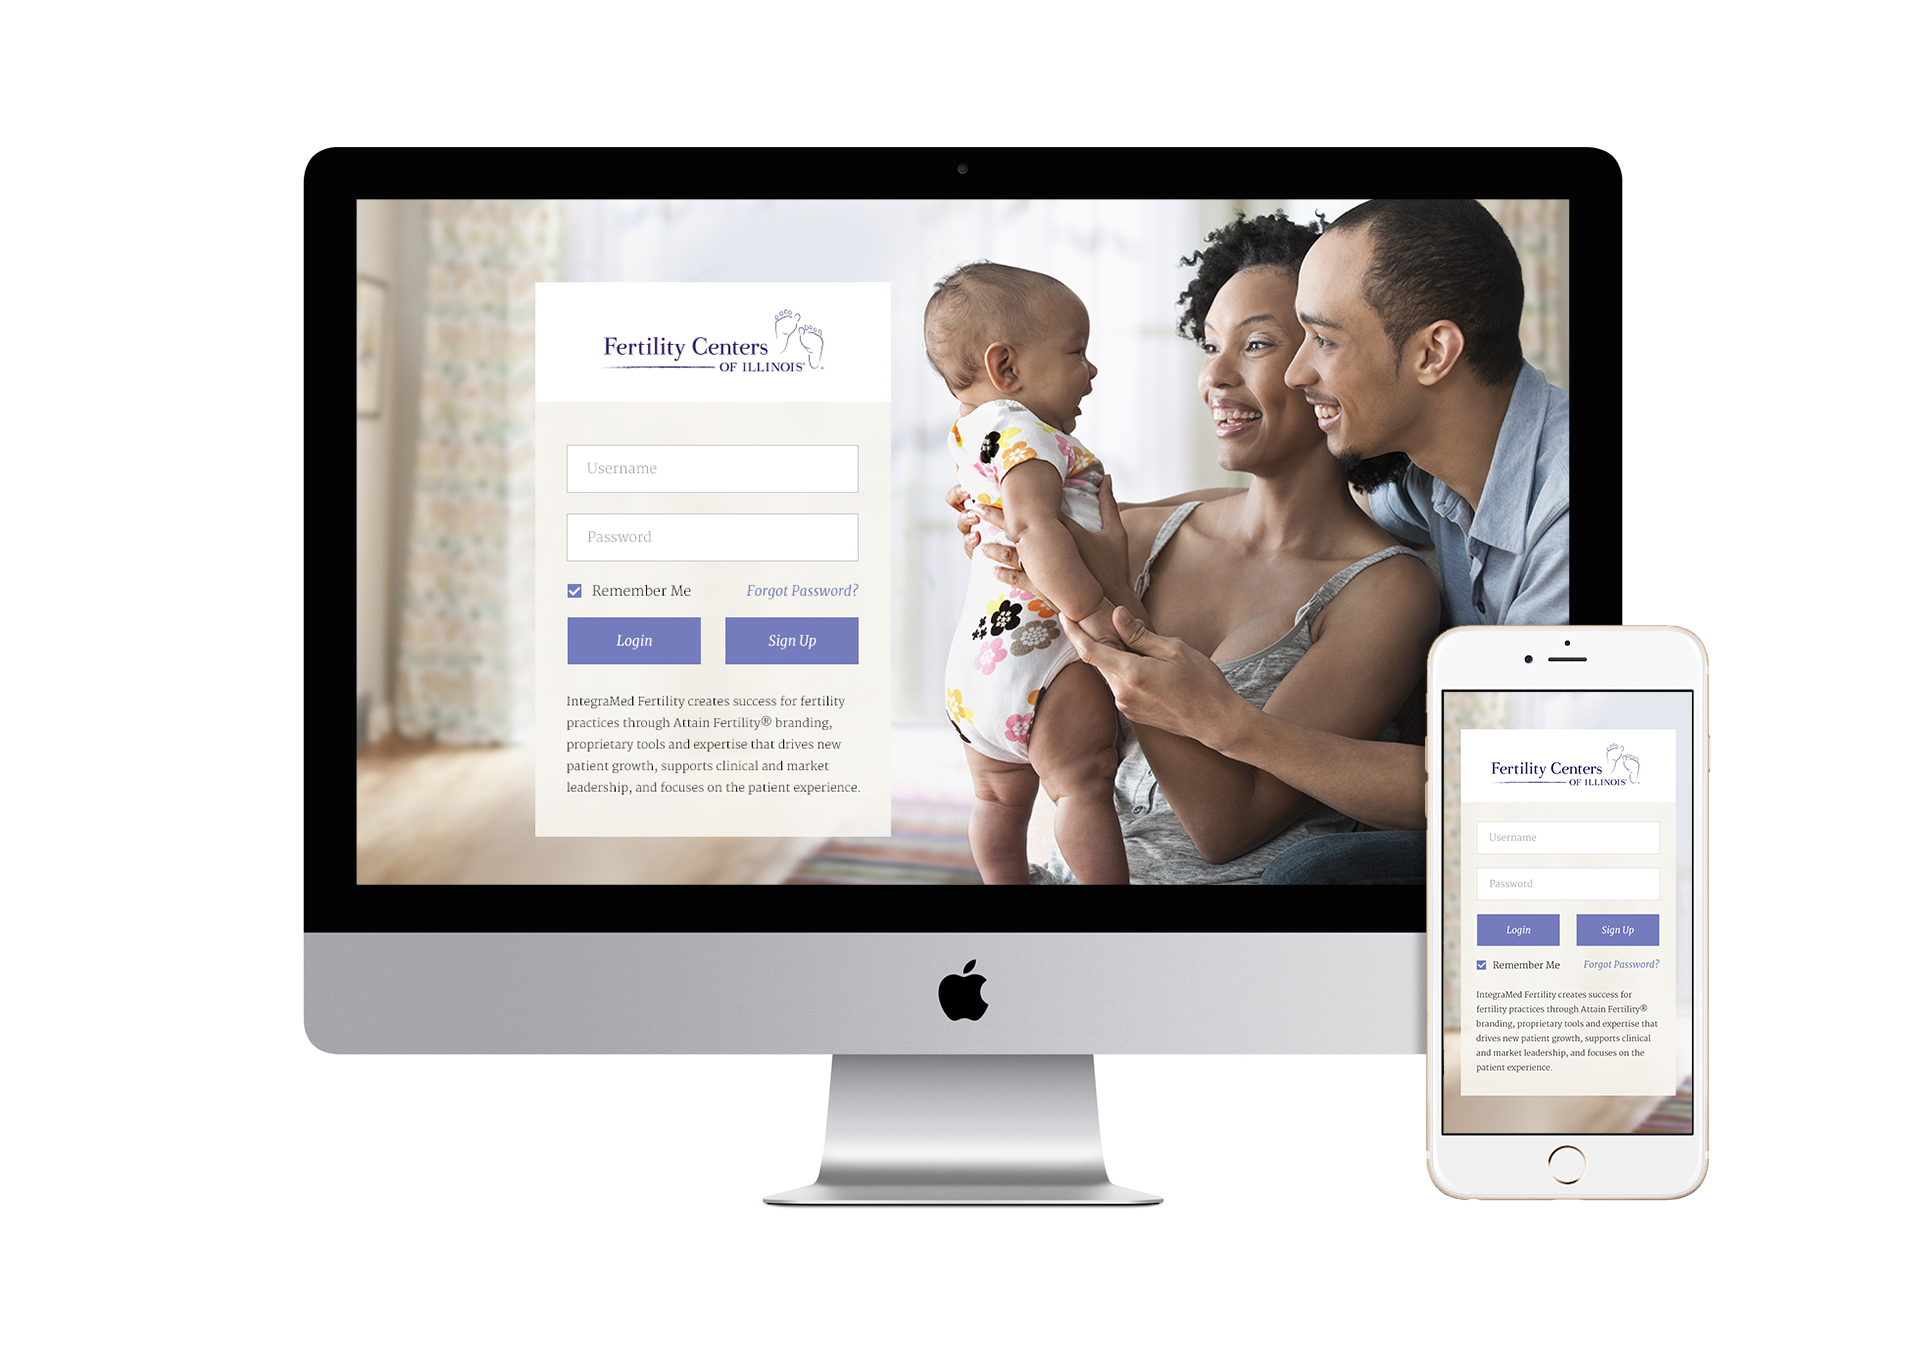 Fertility Centers
OF ILLINOIS
Username
Password
Remember Me Forgot Password?
Login Sign Up
IntegraMed Fertility creates success for fertility
practices through Attain Fertility® branding,
proprietary tools and expertise that drives new
patient growth, supports clinical and market
leadership, and focuses on the patient experience.
Fertility Centers
OF ILLINOIS
Username
Password
Login Sign Up
Remember Me Forgot Password?
IntegraMed Fertility creates success for
fertility practices through Attain Fertility®
branding, proprietary tools and expertise that
drives new patient growth, supports clinical
and market leadership, and focuses on the
patient experience.